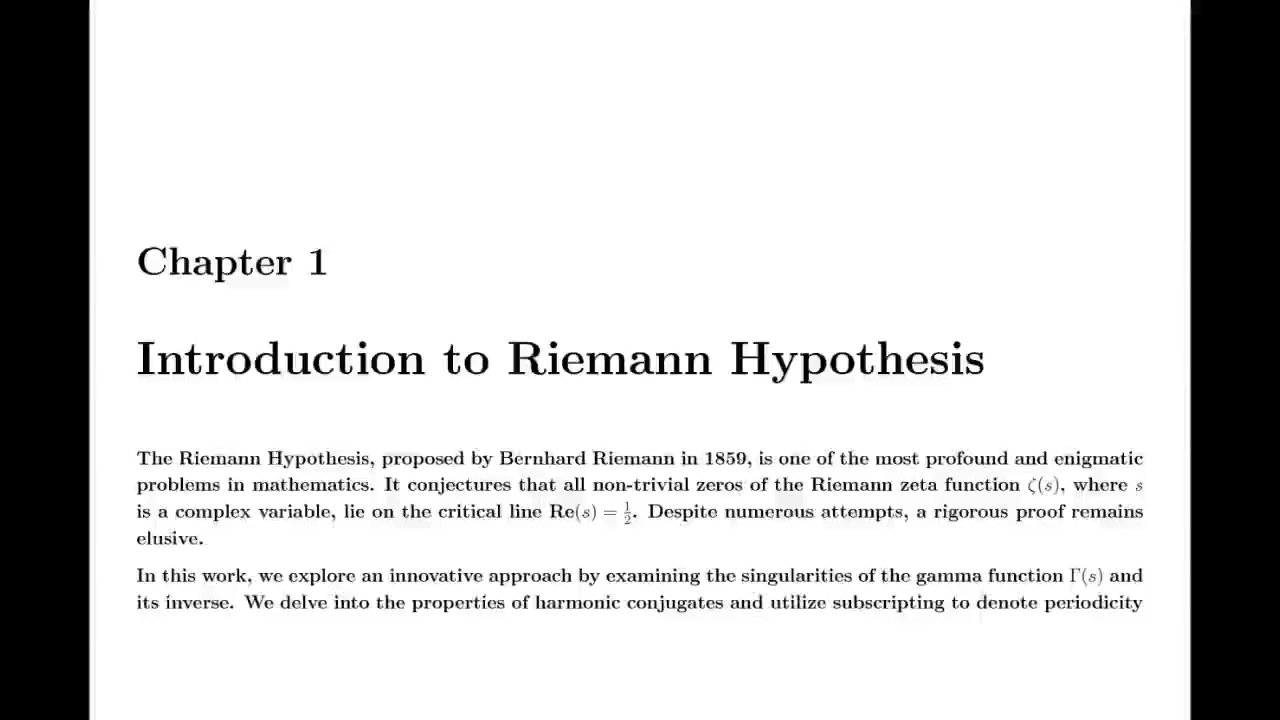 Chapter 1
Introduction to Riemann Hypothesis
The Riemann Hypothesis, proposed by Bernhard Riemann in 1859, is one of the most profound and enigmatic
problems in mathematics. It conjectures that all non-trivial zeros of the Riemann zeta function ζ(s), where s
is a complex variable, lie on the critical line Re(s) = 1/2. Despite numerous attempts, a rigorous proof remains
elusive.
In this work, we explore an innovative approach by examining the singularities of the gamma function Γ(s) and
its inverse. We delve into the properties of harmonic conjugates and utilize subscripting to denote periodicity